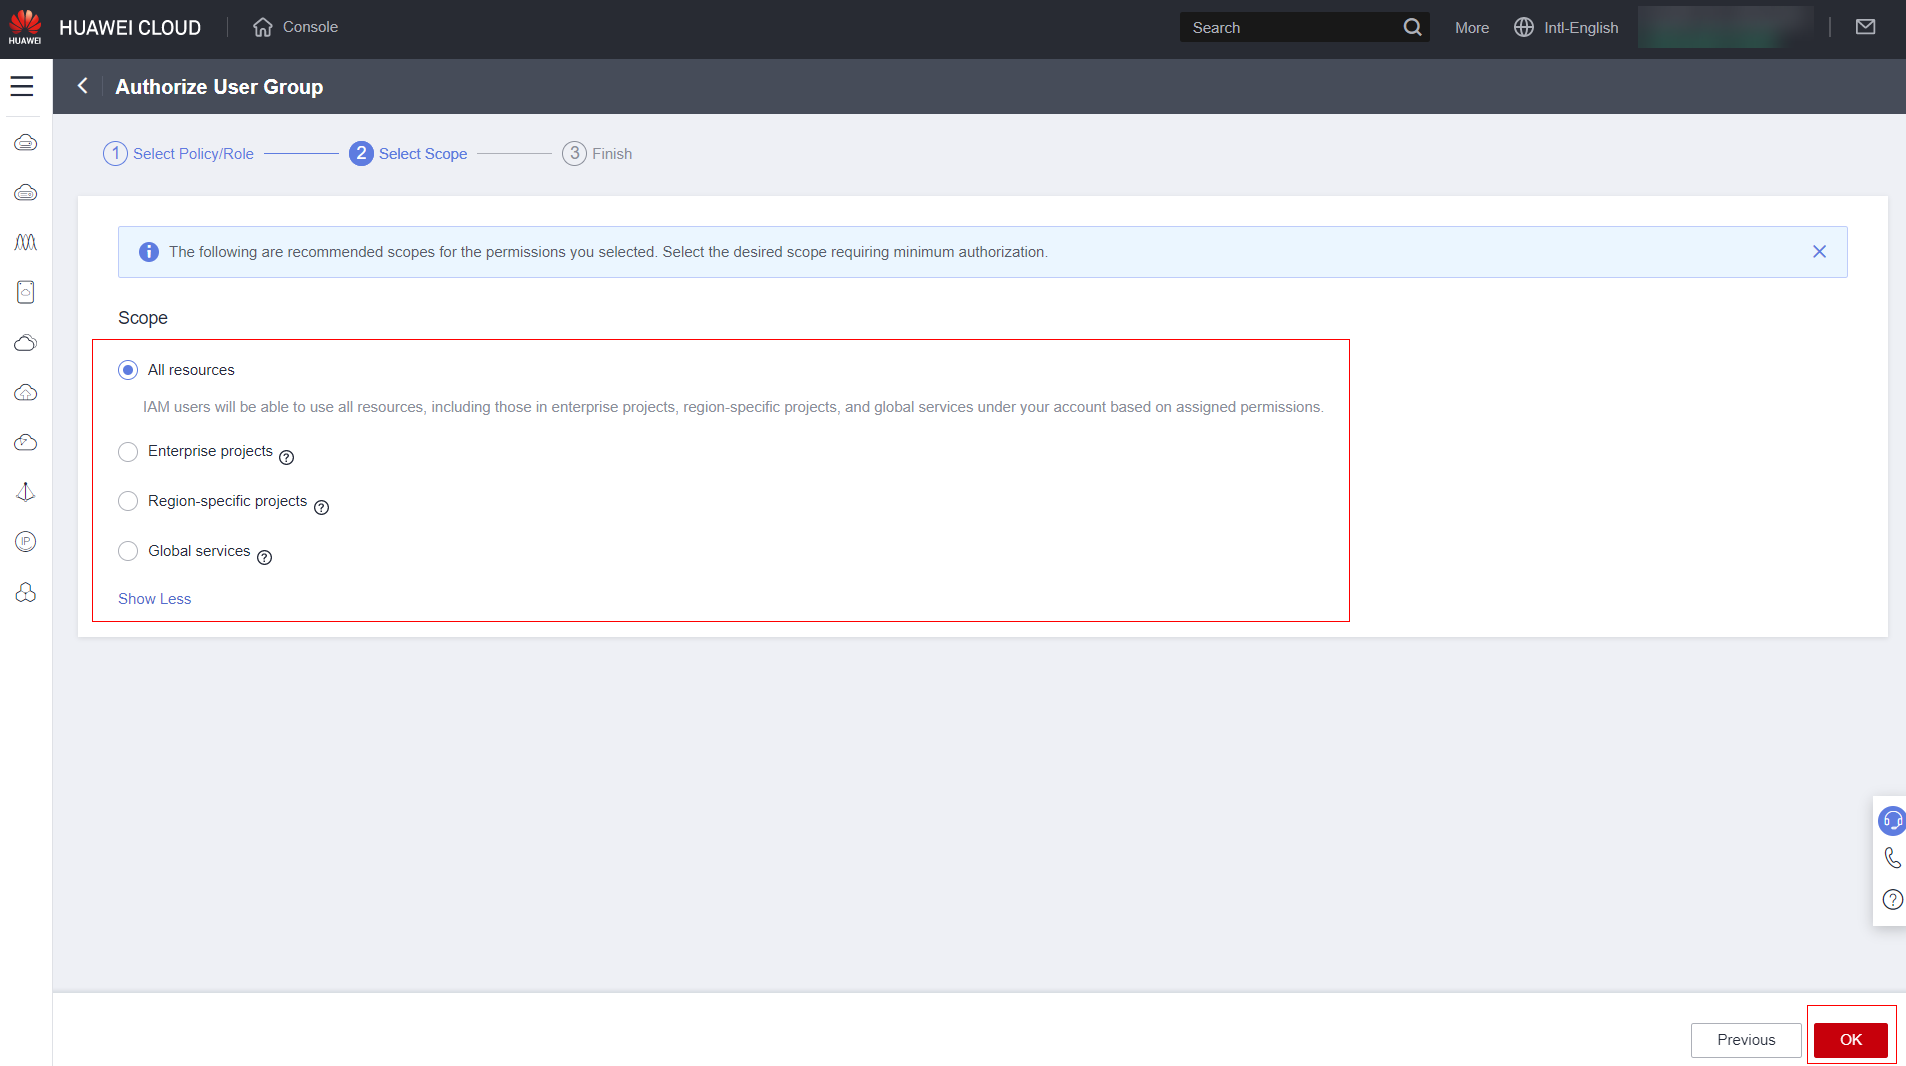 HUAWEI
HUAWEI CLOUD
Console
Search
More
Intl-English
Authorize User Group
1 Select Policy/Role
2 Select Scope
3 Finish
The following are recommended scopes for the permissions you selected. Select the desired scope requiring minimum authorization.
Scope
All resources
IAM users will be able to use all resources, including those in enterprise projects, region-specific projects, and global services under your account based on assigned permissions.
Enterprise projects ?
Region-specific projects ?
Global services ?
Show Less
IP
?
Previous
OK